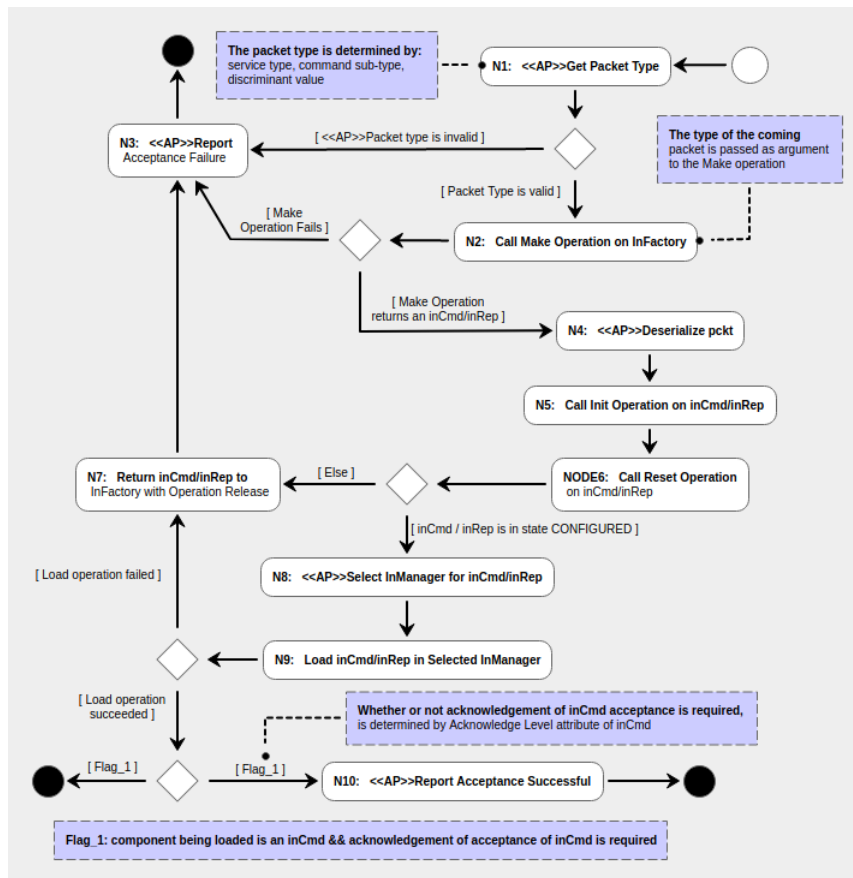 The packet type is determined by:
service type, command sub-type,
discriminant value
N1: <<AP>>Get Packet Type
N3: <<AP>>Report
Acceptance Failure
[ <<AP>>Packet type is invalid ]
The type of the coming
packet is passed as argument
to the Make operation
[ Packet Type is valid ]
[ Make
Operation Fails ]
N2: Call Make Operation on InFactory
[ Make Operation
returns an inCmd/inRep ]
N4: <<AP>>Deserialize pckt
N5: Call Init Operation on inCmd/inRep
N7: Return inCmd/inRep to
InFactory with Operation Release
[ Else ]
NODE6: Call Reset Operation
on inCmd/inRep
[ inCmd / inRep is in state CONFIGURED ]
[ Load operation failed ]
N8: <<AP>>Select InManager for inCmd/inRep
N9: Load inCmd/inRep in Selected InManager
[ Load operation
succeeded ]
Whether or not acknowledgement of inCmd acceptance is required,
is determined by Acknowledge Level attribute of inCmd
[ Flag_1 ]
[ Flag_1 ]
N10: <<AP>>Report Acceptance Successful
Flag_1: component being loaded is an inCmd && acknowledgement of acceptance of inCmd is required